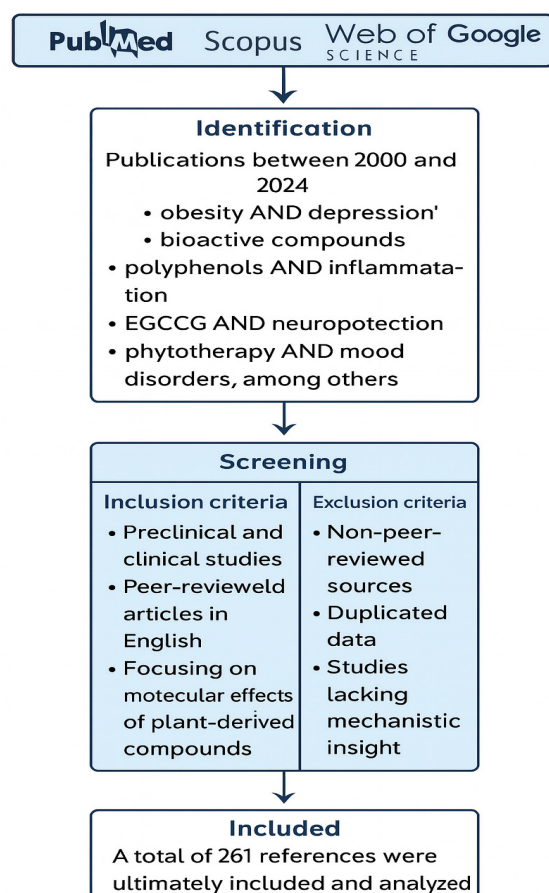 PubMed Scopus Web of SCIENCE Google
Identification
Publications between 2000 and
2024
• obesity AND depression'
• bioactive compounds
• polyphenols AND inflammata-
tion
• EGCCG AND neuropotection
• phytotherapy AND mood
disorders, among others
Screening
Inclusion criteria
• Preclinical and
clinical studies
• Peer-revieweld
articles in
English
• Focusing on
molecular effects
of plant-derived
compounds
Exclusion criteria
• Non-peer-
reviewed
sources
• Duplicated
data
• Studies
lacking
mechanistic
insight
Included
A total of 261 references were
ultimately included and analyzed